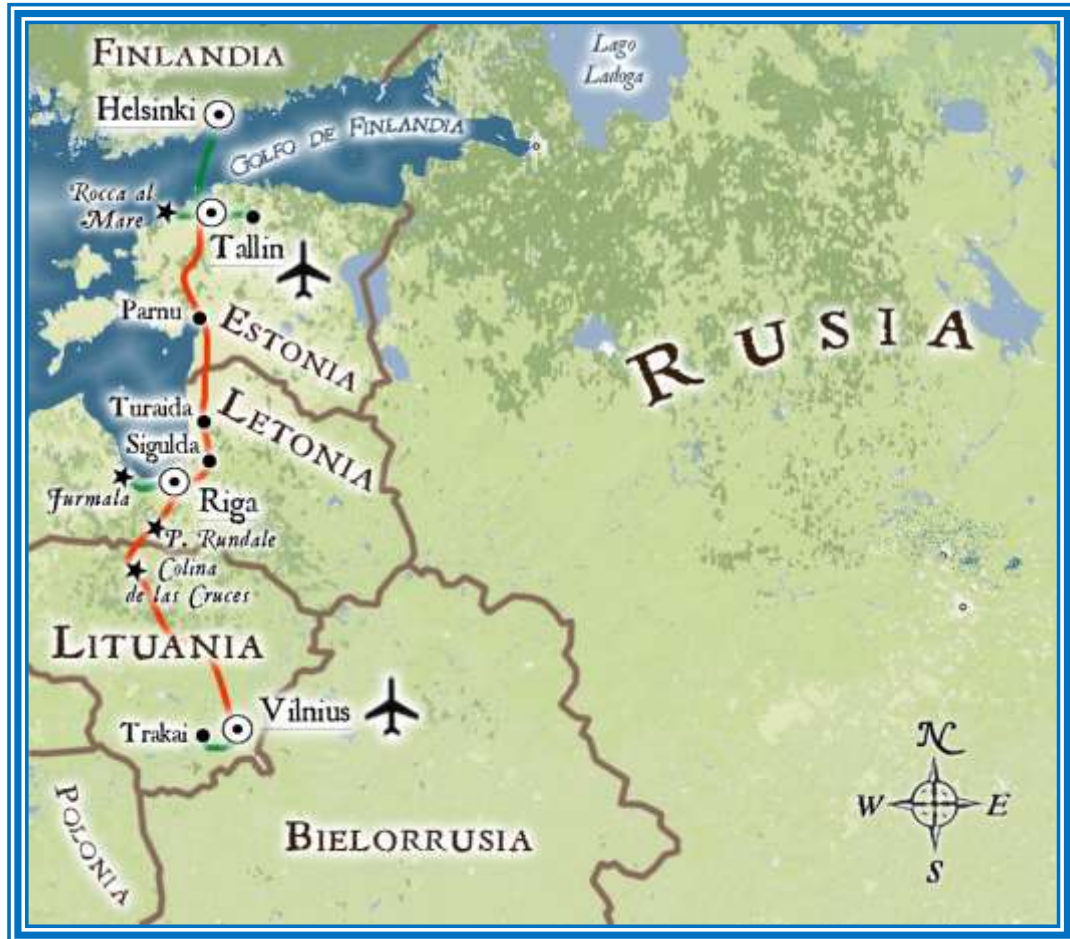 FINLANDIA
Lago
Ladoga
Helsinki
GOLFO DE FINLANDIA
Rocca al
-Mare
Tallin
Parnu
ESTONIA
RUSIA
Turaida
LETONIA
Sigulda
Jurmala
Riga
P. Rundale
Colina
de las Cruces
LITUANIA
Vilnius
Trakai
POLONIA
BIELORRUSIA
N
W
E
S